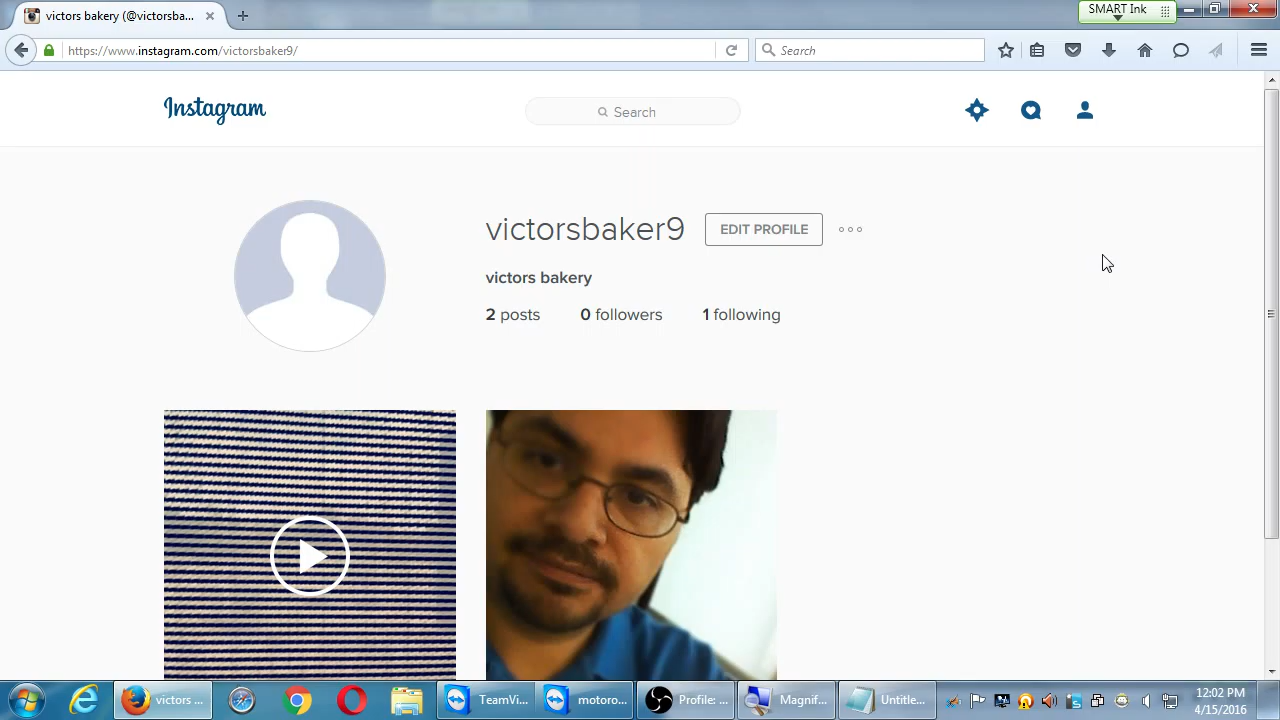 victors bakery (@victorsba...
SMART Ink
https://www.instagram.com/victorsbaker9/
Search
Instagram
Search
victorsbaker9
EDIT PROFILE
victors bakery
2 posts
0 followers
1 following
victors ...
TeamVi...
motoro...
Profile: ...
Magnif...
Untitle...
12:02 PM
4/15/2016